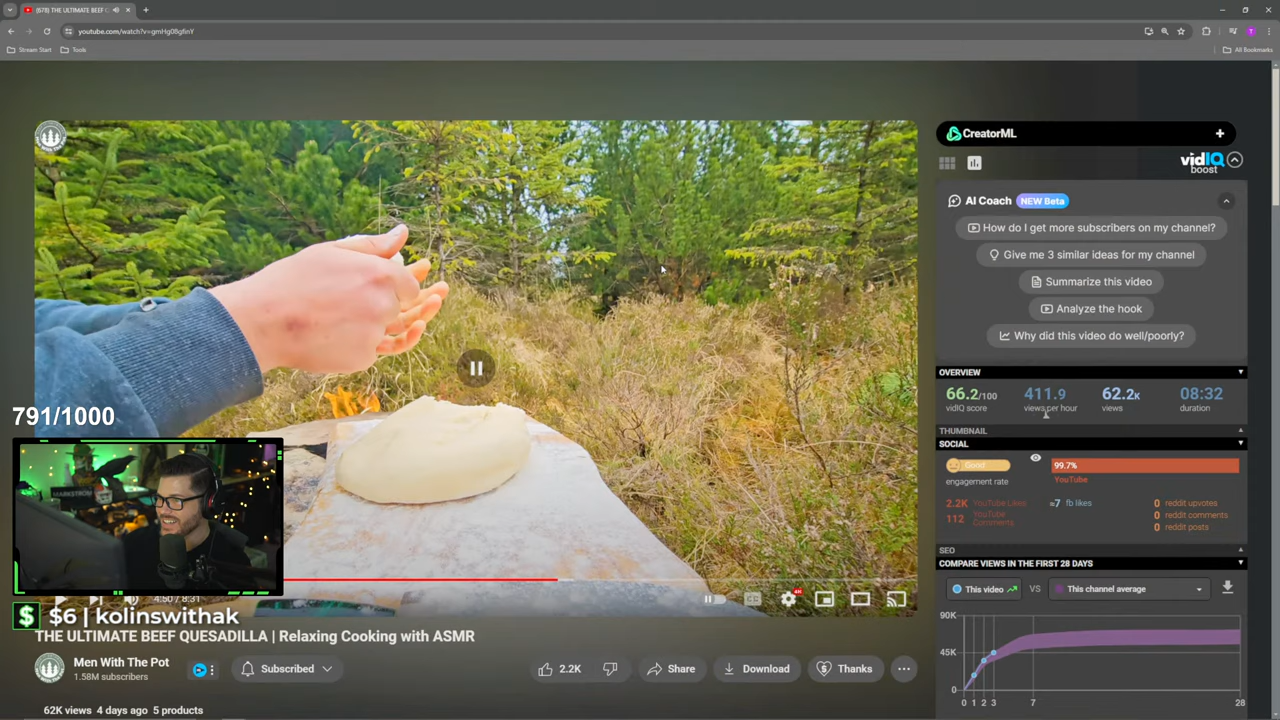 (678) THE ULTIMATE BEEF
youtube.com/watch?v=gmHg08gfinY
Stream Start
Tools
All Bookmarks
CreatorML
vidIQ
boost
AI Coach
NEW Beta
How do I get more subscribers on my channel?
Give me 3 similar ideas for my channel
Summarize this video
Analyze the hook
Why did this video do well/poorly?
OVERVIEW
66.2/100
411.9
62.2K
08:32
vidIQ score
views per hour
views
duration
THUMBNAIL
SOCIAL
Good
99.7%
engagement rate
YouTube
2.2K YouTube Likes
≈7 fb likes
0 reddit upvotes
112 YouTube Comments
0 reddit comments
0 reddit posts
SEO
COMPARE VIEWS IN THE FIRST 28 DAYS
This video
VS
This channel average
90K
45K
0
0 1 2 3 7 28
791/1000
4:50 / 8:31
4K
$ $6 | kolinswithak
THE ULTIMATE BEEF QUESADILLA | Relaxing Cooking with ASMR
Men With The Pot
1.58M subscribers
Subscribed
2.2K
Share
Download
Thanks
62K views 4 days ago 5 products